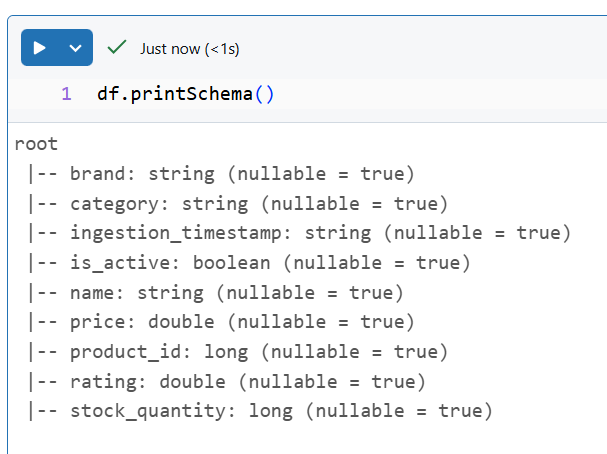 Just now (<1s)
1 df.printSchema()
root
|-- brand: string (nullable = true)
|-- category: string (nullable = true)
|-- ingestion_timestamp: string (nullable = true)
|-- is_active: boolean (nullable = true)
|-- name: string (nullable = true)
|-- price: double (nullable = true)
|-- product_id: long (nullable = true)
|-- rating: double (nullable = true)
|-- stock_quantity: long (nullable = true)